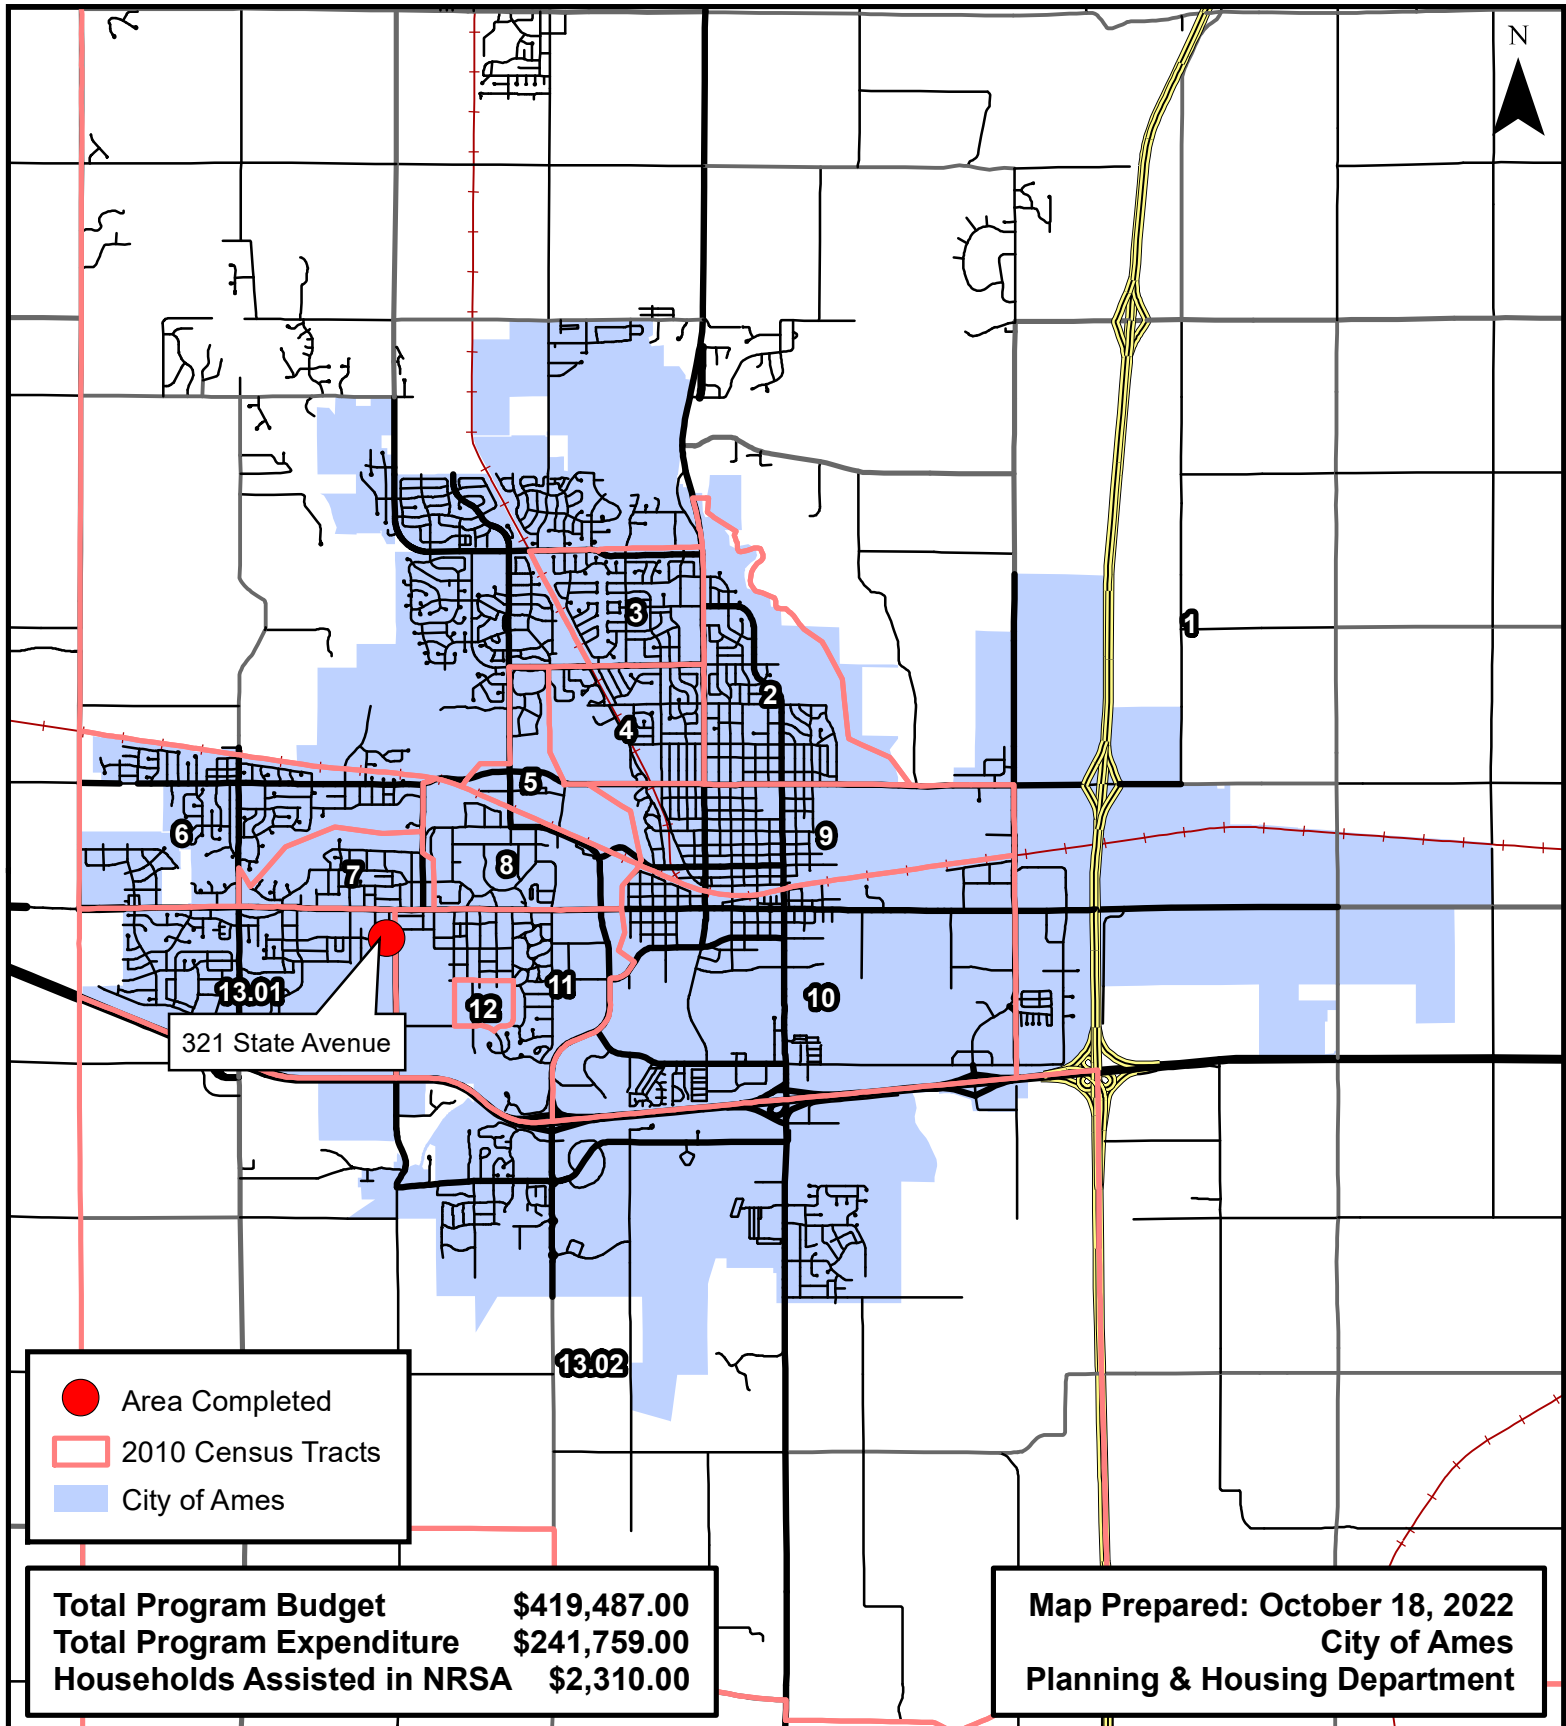 N
1
3
2
4
5
6
9
8
7
13.01
11
12
10
321 State Avenue
13.02
Area Completed
2010 Census Tracts
City of Ames
Total Program Budget $419,487.00
Total Program Expenditure $241,759.00
Households Assisted in NRSA $2,310.00
Map Prepared: October 18, 2022
City of Ames
Planning & Housing Department